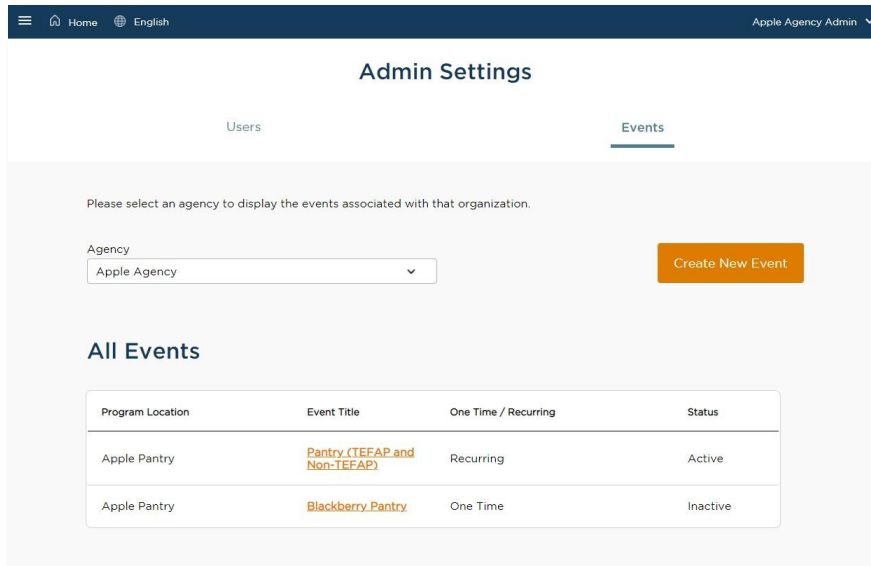 Home English Apple Agency Admin
Admin Settings
Users Events
Please select an agency to display the events associated with that organization.
Agency
Apple Agency
Create New Event
All Events
Program Location Event Title One Time / Recurring Status
Apple Pantry Pantry (TEFAP and Non-TEFAP) Recurring Active
Apple Pantry Blackberry Pantry One Time Inactive